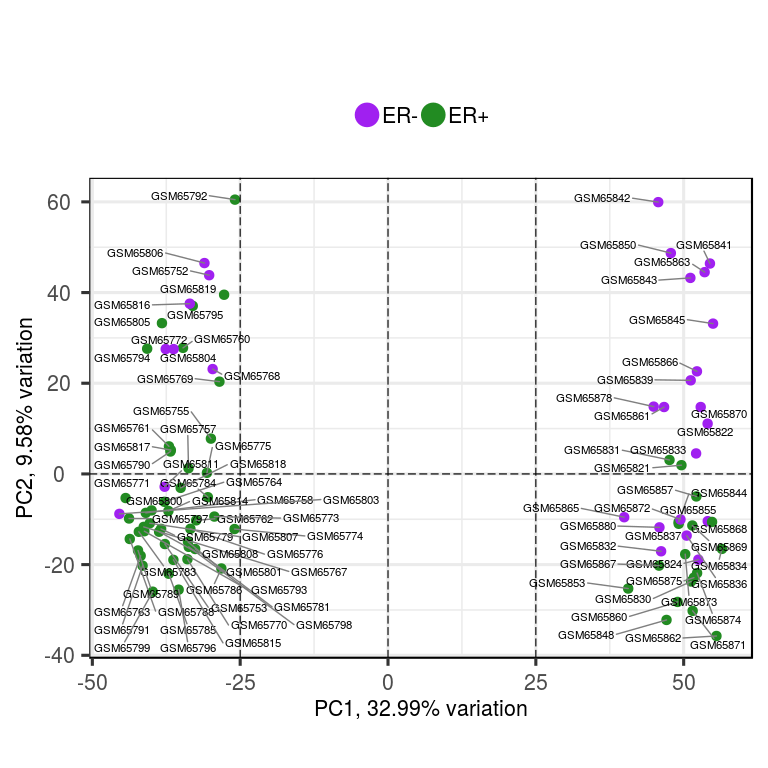 ER- ER+
GSM65792
GSM65842
GSM65806
GSM65850
GSM65841
GSM65752
GSM65863
GSM65819
GSM65843
GSM65816
GSM65795
GSM65805
GSM65845
GSM65772
GSM65760
GSM65794
GSM65804
GSM65866
GSM65769
GSM65768
GSM65839
GSM65878
GSM65755
GSM65861
GSM65870
GSM65761
GSM65757
GSM65822
GSM65817
GSM65775
GSM65831
GSM65833
GSM65790
GSM65811
GSM65818
GSM65821
GSM65771
GSM65784
GSM65764
GSM65857
GSM65844
GSM65800
GSM65814
GSM65758
GSM65803
GSM65865
GSM65872
GSM65855
GSM65797
GSM65762
GSM65773
GSM65880
GSM65868
GSM65779
GSM65807
GSM65774
GSM65837
GSM65832
GSM65869
GSM65808
GSM65776
GSM65867
GSM65824
GSM65834
GSM65783
GSM65801
GSM65767
GSM65853
GSM65875
GSM65836
GSM65789
GSM65786
GSM65793
GSM65830
GSM65873
GSM65763
GSM65788
GSM65753
GSM65781
GSM65860
GSM65874
GSM65791
GSM65785
GSM65770
GSM65798
GSM65848
GSM65862
GSM65799
GSM65796
GSM65815
GSM65871
60
40
20
0
-20
-40
-50 -25 0 25 50
PC1, 32.99% variation
PC2, 9.58% variation